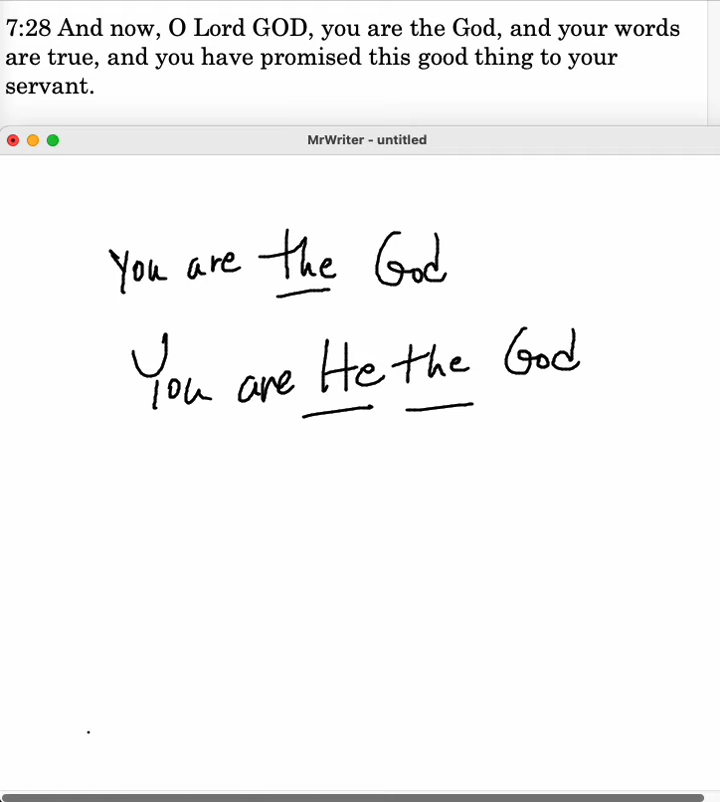 7:28 And now, O Lord GOD, you are the God, and your words
are true, and you have promised this good thing to your
servant.
MrWriter - untitled
You are the God
You are He the God